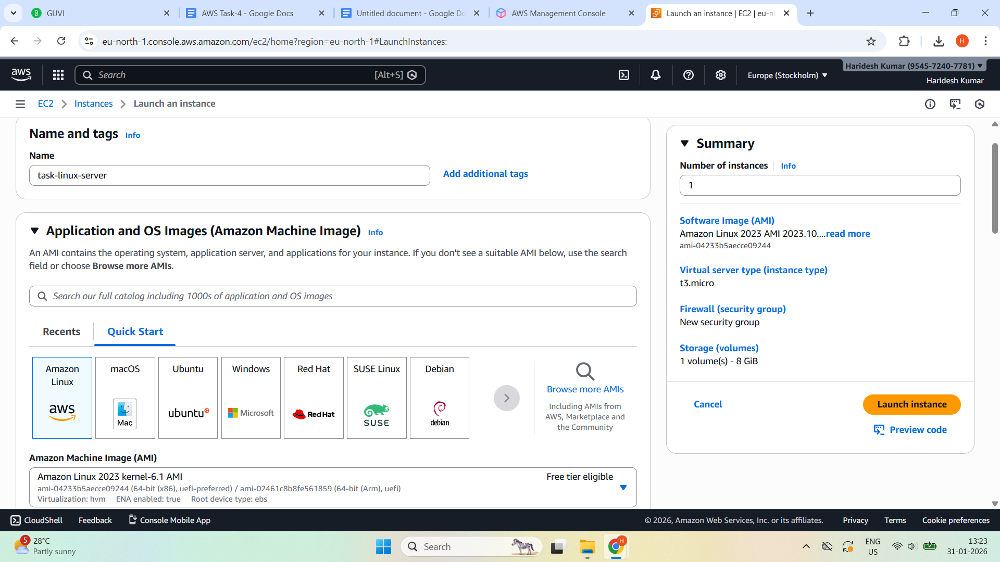 GUVI
AWS Task-4 - Google Docs
Untitled document - Google Do
AWS Management Console
Launch an instance | EC2 | eu-n
eu-north-1.console.aws.amazon.com/ec2/home?region=eu-north-1#LaunchInstances:
H
aws
Search
[Alt+S]
Europe (Stockholm)
Haridesh Kumar (9545-7240-7781)
Haridesh Kumar
EC2
Instances
Launch an instance
Name and tags Info
Name
task-linux-server
Add additional tags
Application and OS Images (Amazon Machine Image) Info
An AMI contains the operating system, application server, and applications for your instance. If you don't see a suitable AMI below, use the search
field or choose Browse more AMIs.
Search our full catalog including 1000s of application and OS images
Recents
Quick Start
Amazon
Linux
aws
macOS
Mac
Ubuntu
ubuntu
Windows
Microsoft
Red Hat
RedHat
SUSE Linux
SUSE
Debian
debian
Browse more AMIs
Including AMIs from
AWS, Marketplace and
the Community
Amazon Machine Image (AMI)
Amazon Linux 2023 kernel-6.1 AMI
Free tier eligible
ami-04233b5aecce09244 (64-bit (x86), uefi-preferred) / ami-02461c8b8fe561859 (64-bit (Arm), uefi)
Virtualization: hvm ENA enabled: true Root device type: ebs
Summary
Number of instances Info
1
Software Image (AMI)
Amazon Linux 2023 AMI 2023.10....read more
ami-04233b5aecce09244
Virtual server type (instance type)
t3.micro
Firewall (security group)
New security group
Storage (volumes)
1 volume(s) - 8 GiB
Cancel
Launch instance
Preview code
CloudShell
Feedback
Console Mobile App
© 2026, Amazon Web Services, Inc. or its affiliates.
Privacy
Terms
Cookie preferences
5
28°C
Partly sunny
Search
H
ENG
US
13:23
31-01-2026